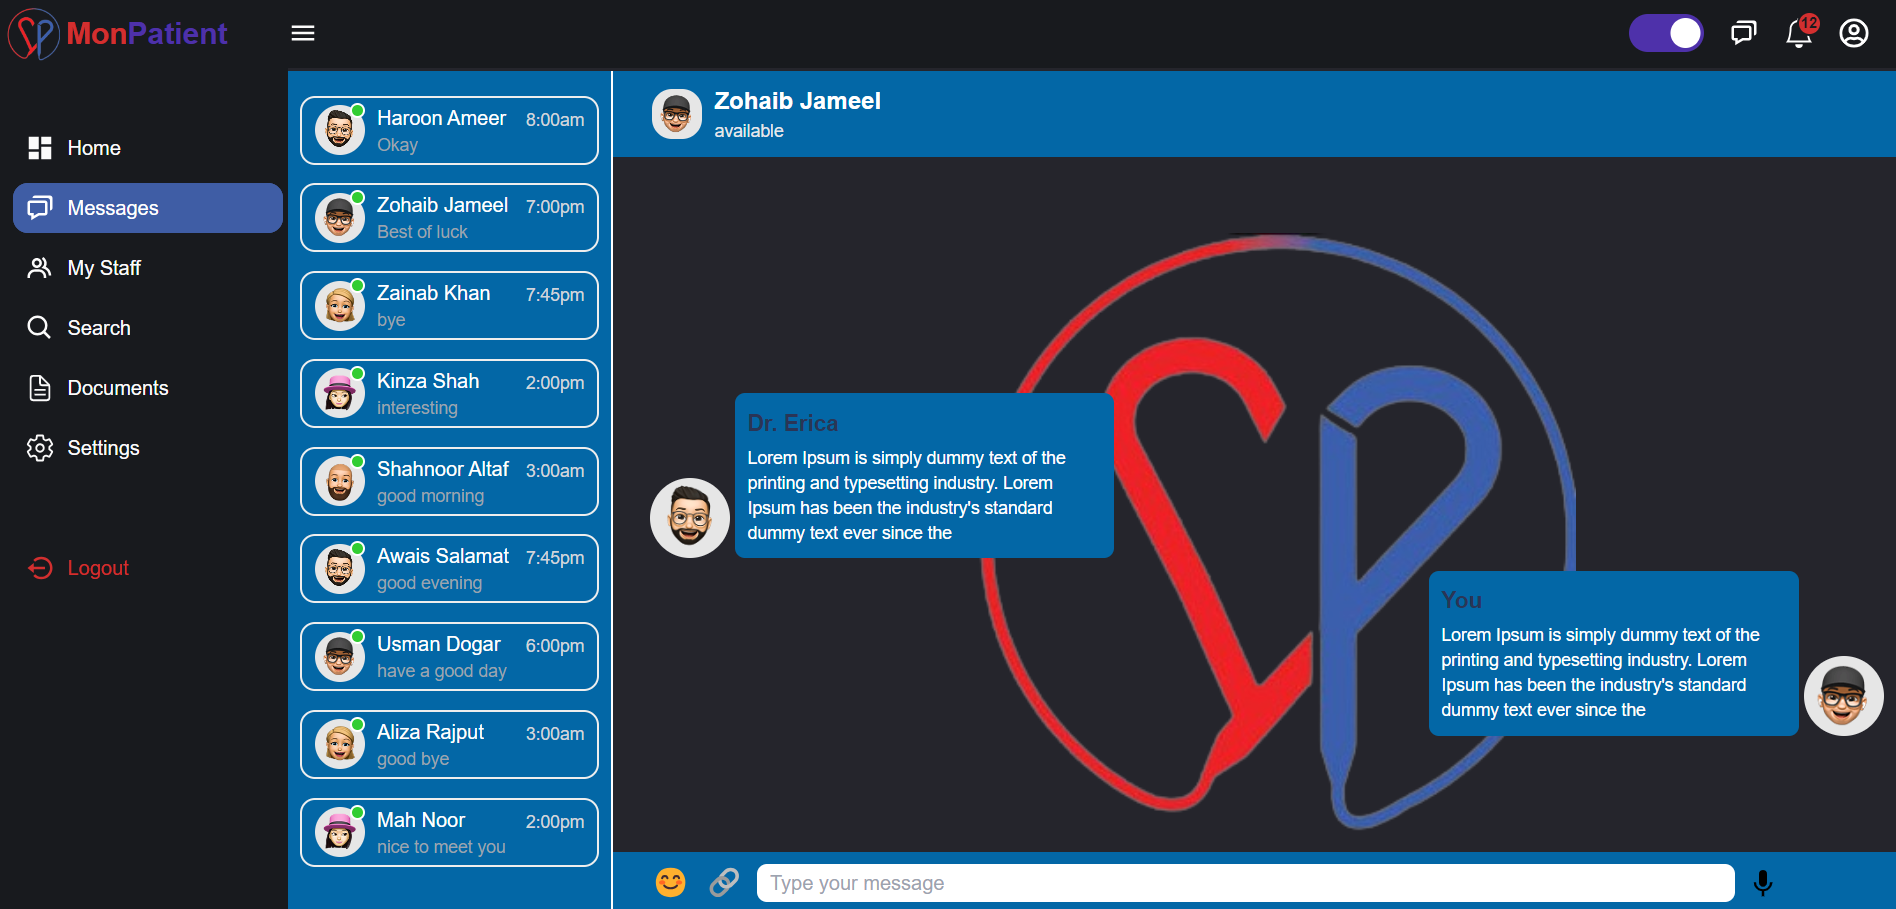 MonPatient
12
Home
Messages
My Staff
Search
Documents
Settings
Logout
Haroon Ameer 8:00am
Okay
Zohaib Jameel 7:00pm
Best of luck
Zainab Khan 7:45pm
bye
Kinza Shah 2:00pm
interesting
Shahnoor Altaf 3:00am
good morning
Awais Salamat 7:45pm
good evening
Usman Dogar 6:00pm
have a good day
Aliza Rajput 3:00am
good bye
Mah Noor 2:00pm
nice to meet you
Zohaib Jameel
available
Dr. Erica
Lorem Ipsum is simply dummy text of the
printing and typesetting industry. Lorem
Ipsum has been the industry's standard
dummy text ever since the
You
Lorem Ipsum is simply dummy text of the
printing and typesetting industry. Lorem
Ipsum has been the industry's standard
dummy text ever since the
Type your message